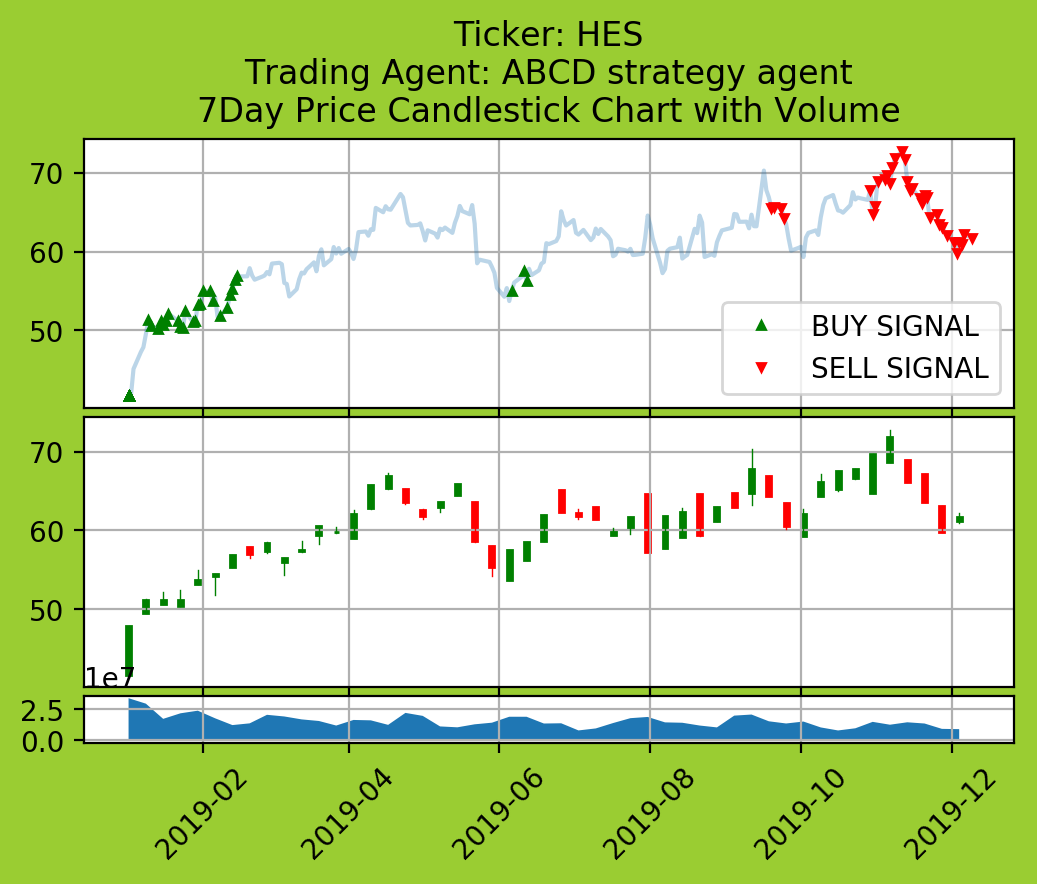 Ticker: HES
Trading Agent: ABCD strategy agent
7Day Price Candlestick Chart with Volume
70
60
50
BUY SIGNAL
SELL SIGNAL
70
60
50
1e7
2.5
0.0
2019-02
2019-04
2019-06
2019-08
2019-10
2019-12